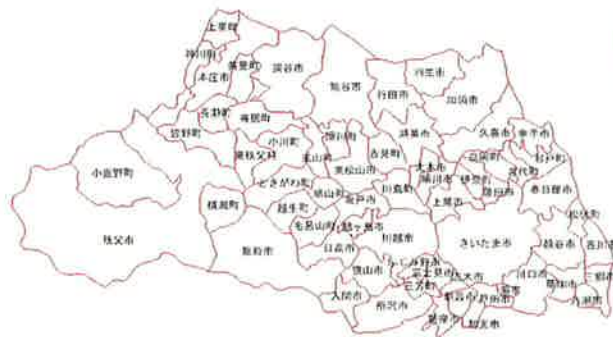 上里町
神川町
本庄市
美里町
深谷市
熊谷市
行田市
羽生市
加須市
長瀞町
皆野町
寄居町
小川町
東秩父村
嵐山町
滑川町
東松山市
吉見町
鴻巣市
久喜市
幸手市
杉戸町
宮代町
白岡町
蓮田市
伊奈町
桶川市
北本市
上尾市
川島町
春日部市
松伏町
小鹿野町
秩父市
横瀬町
ときがわ町
鳩山町
越生町
毛呂山町
坂戸市
鶴ヶ島市
日高市
飯能市
川越市
さいたま市
越谷市
吉川市
狭山市
ふじみ野市
富士見市
三芳町
入間市
所沢市
志木市
新座市
朝霞市
和光市
戸田市
蕨市
川口市
草加市
八潮市
三郷市